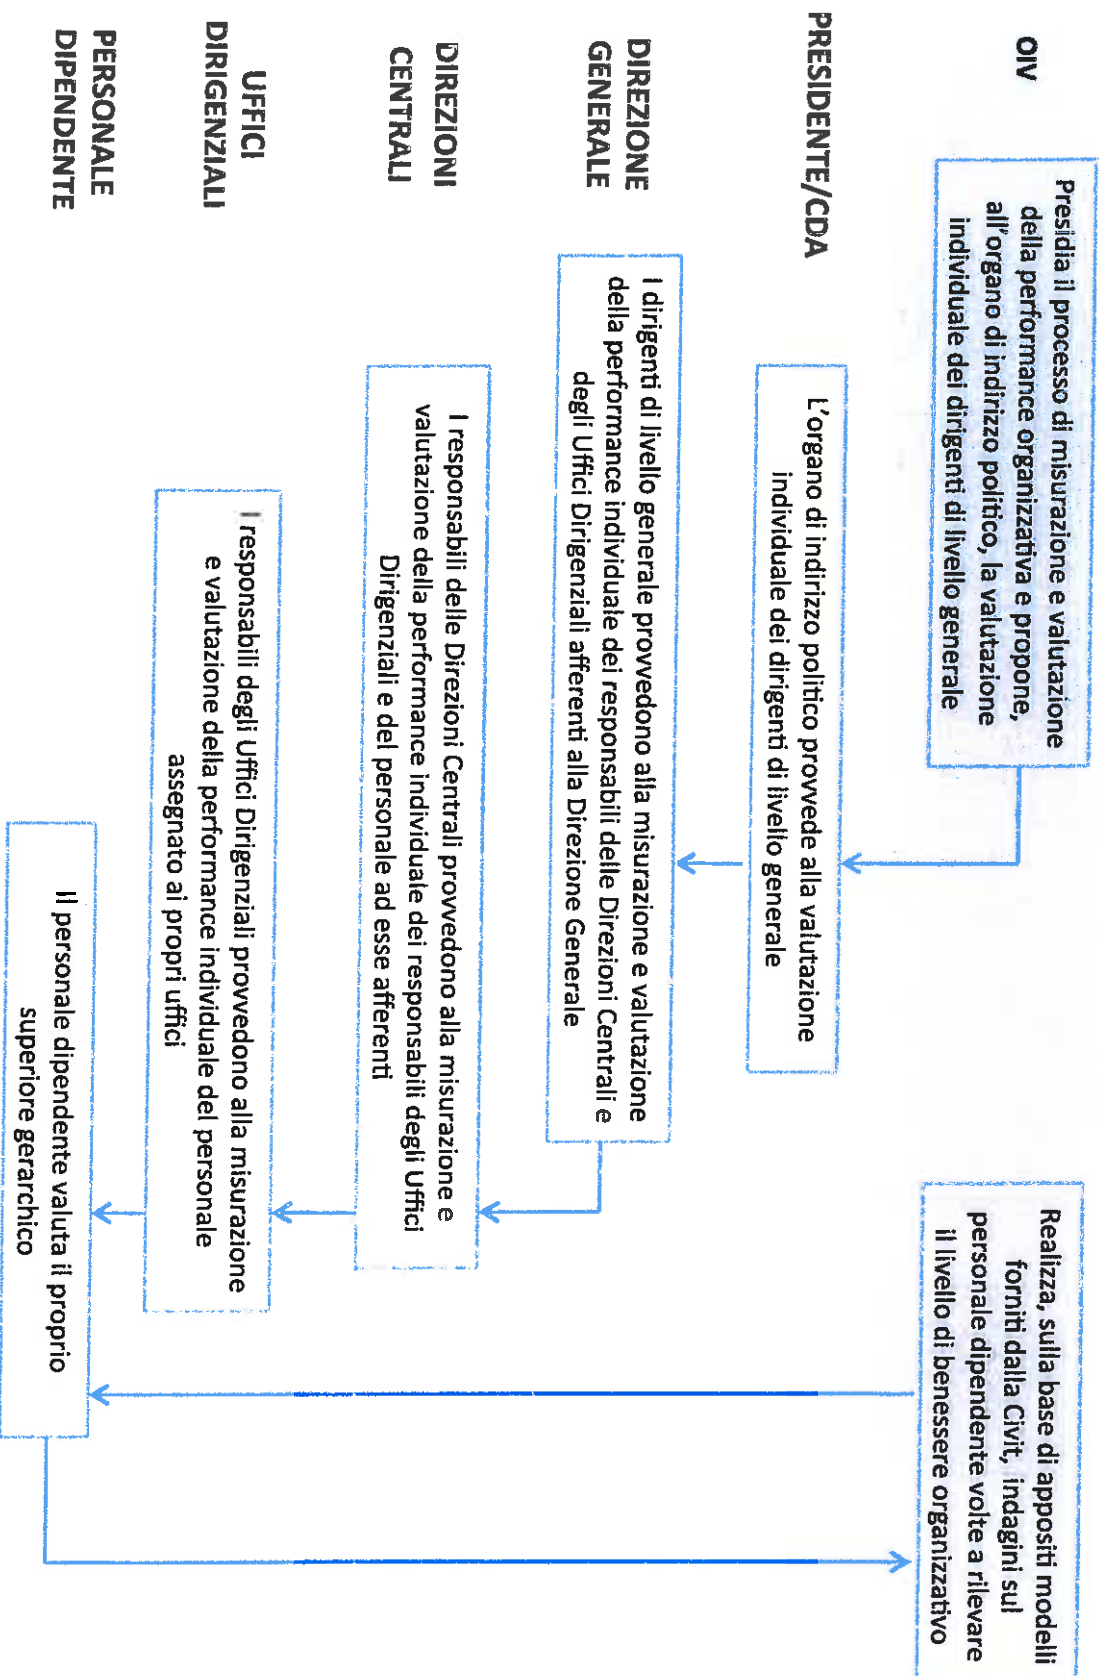 OIV
Presidia il processo di misurazione e valutazione
della performance organizzativa e propone,
all'organo di indirizzo politico, la valutazione
individuale dei dirigenti di livello generale
Realizza, sulla base di appositi modelli
forniti dalla Civit, indagini sul
personale dipendente volte a rilevare
il livello di benessere organizzativo
PRESIDENTE/CDA
L'organo di indirizzo politico provvede alla valutazione
individuale dei dirigenti di livello generale
DIREZIONE
GENERALE
I dirigenti di livello generale provvedono alla misurazione e valutazione
della performance individuale dei responsabili delle Direzioni Centrali e
degli Uffici Dirigenziali afferenti alla Direzione Generale
DIREZIONI
CENTRALI
I responsabili delle Direzioni Centrali provvedono alla misurazione e
valutazione della performance individuale dei responsabili degli Uffici
Dirigenziali e del personale ad esse afferenti
UFFICI
DIRIGENZIALI
I responsabili degli Uffici Dirigenziali provvedono alla misurazione
e valutazione della performance individuale del personale
assegnato ai propri uffici
PERSONALE
DIPENDENTE
Il personale dipendente valuta il proprio
superiore gerarchico